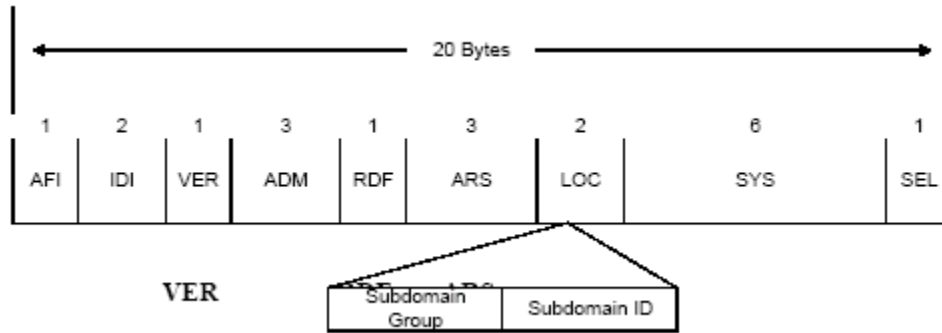 20 Bytes
1 2 1 3 1 3 2 6 1
AFI IDI VER ADM RDF ARS LOC SYS SEL
VER
Subdomain Group Subdomain ID